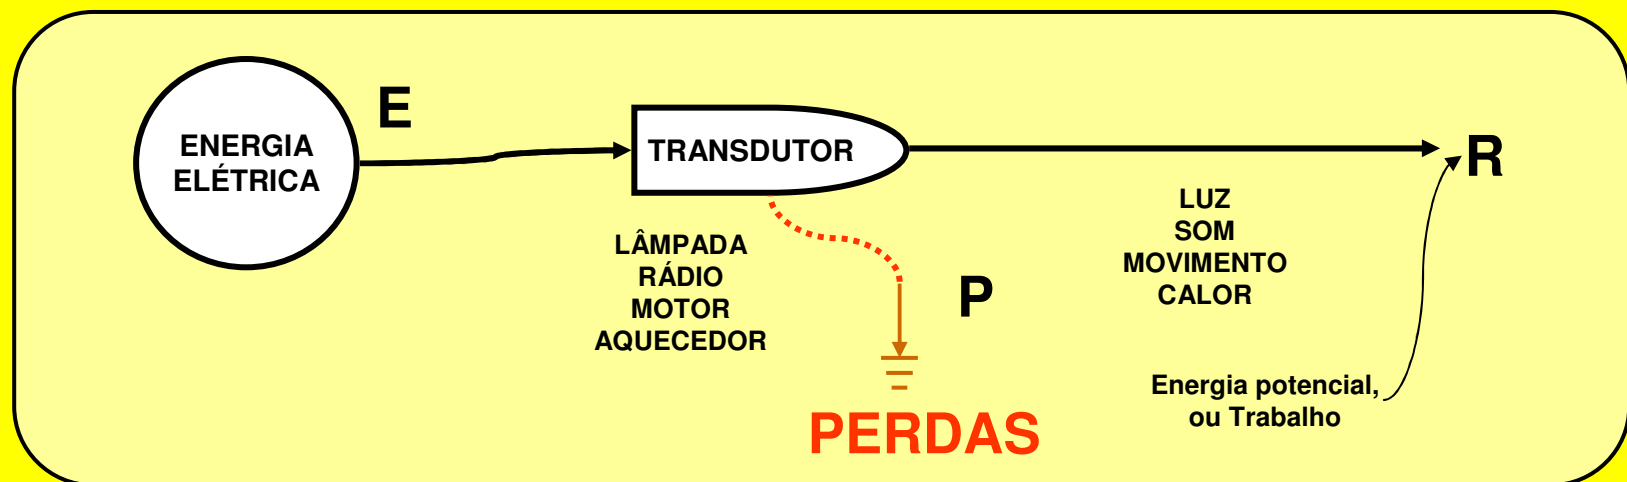 ENERGIA
ELÉTRICA
E
TRANSDUTOR
R
LÂMPADA
RÁDIO
MOTOR
AQUECEDOR
P
PERDAS
LUZ
SOM
MOVIMENTO
CALOR
Energia potencial,
ou Trabalho